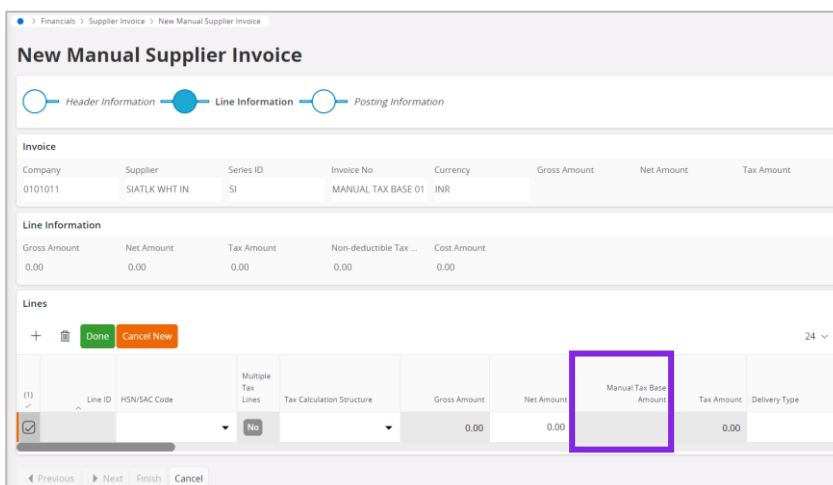 > Financials > Supplier Invoice > New Manual Supplier Invoice
New Manual Supplier Invoice
Header Information Line Information Posting Information
Invoice
Company Supplier Series ID Invoice No Currency Gross Amount Net Amount Tax Amount
0101011 SIATLK WHT IN SI MANUAL TAX BASE 01 INR
Line Information
Gross Amount Net Amount Tax Amount Non-deductible Tax ... Cost Amount
0.00 0.00 0.00 0.00 0.00
Lines
Done Cancel New 24
(1) Line ID HSN/SAC Code Multiple Tax Lines Tax Calculation Structure Gross Amount Net Amount Manual Tax Base Amount Tax Amount Delivery Type
No 0.00 0.00 0.00
Previous Next Finish Cancel